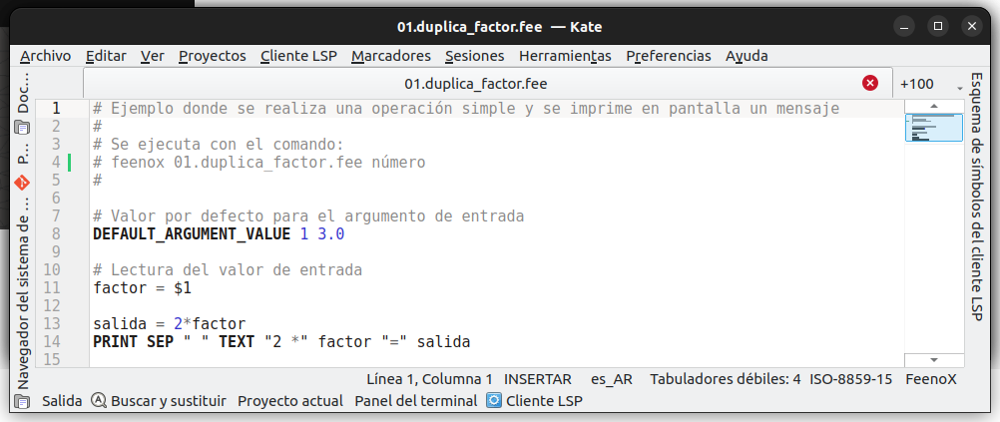 01.duplica_factor.fee — Kate
Archivo Editar Ver Proyectos Cliente LSP Marcadores Sesiones Herramientas Preferencias Ayuda
01.duplica_factor.fee +100
Doc...
P...
Navegador del sistema de ...
1 # Ejemplo donde se realiza una operación simple y se imprime en pantalla un mensaje
2 #
3 # Se ejecuta con el comando:
4 # feenox 01.duplica_factor.fee número
5 #
6
7 # Valor por defecto para el argumento de entrada
8 DEFAULT_ARGUMENT_VALUE 1 3.0
9
10 # Lectura del valor de entrada
11 factor = $1
12
13 salida = 2*factor
14 PRINT SEP " " TEXT "2 *" factor "=" salida
15
Esquema de símbolos del cliente LSP
Línea 1, Columna 1 INSERTAR es_AR Tabuladores débiles: 4 ISO-8859-15 FeenoX
Salida Buscar y sustituir Proyecto actual Panel del terminal Cliente LSP